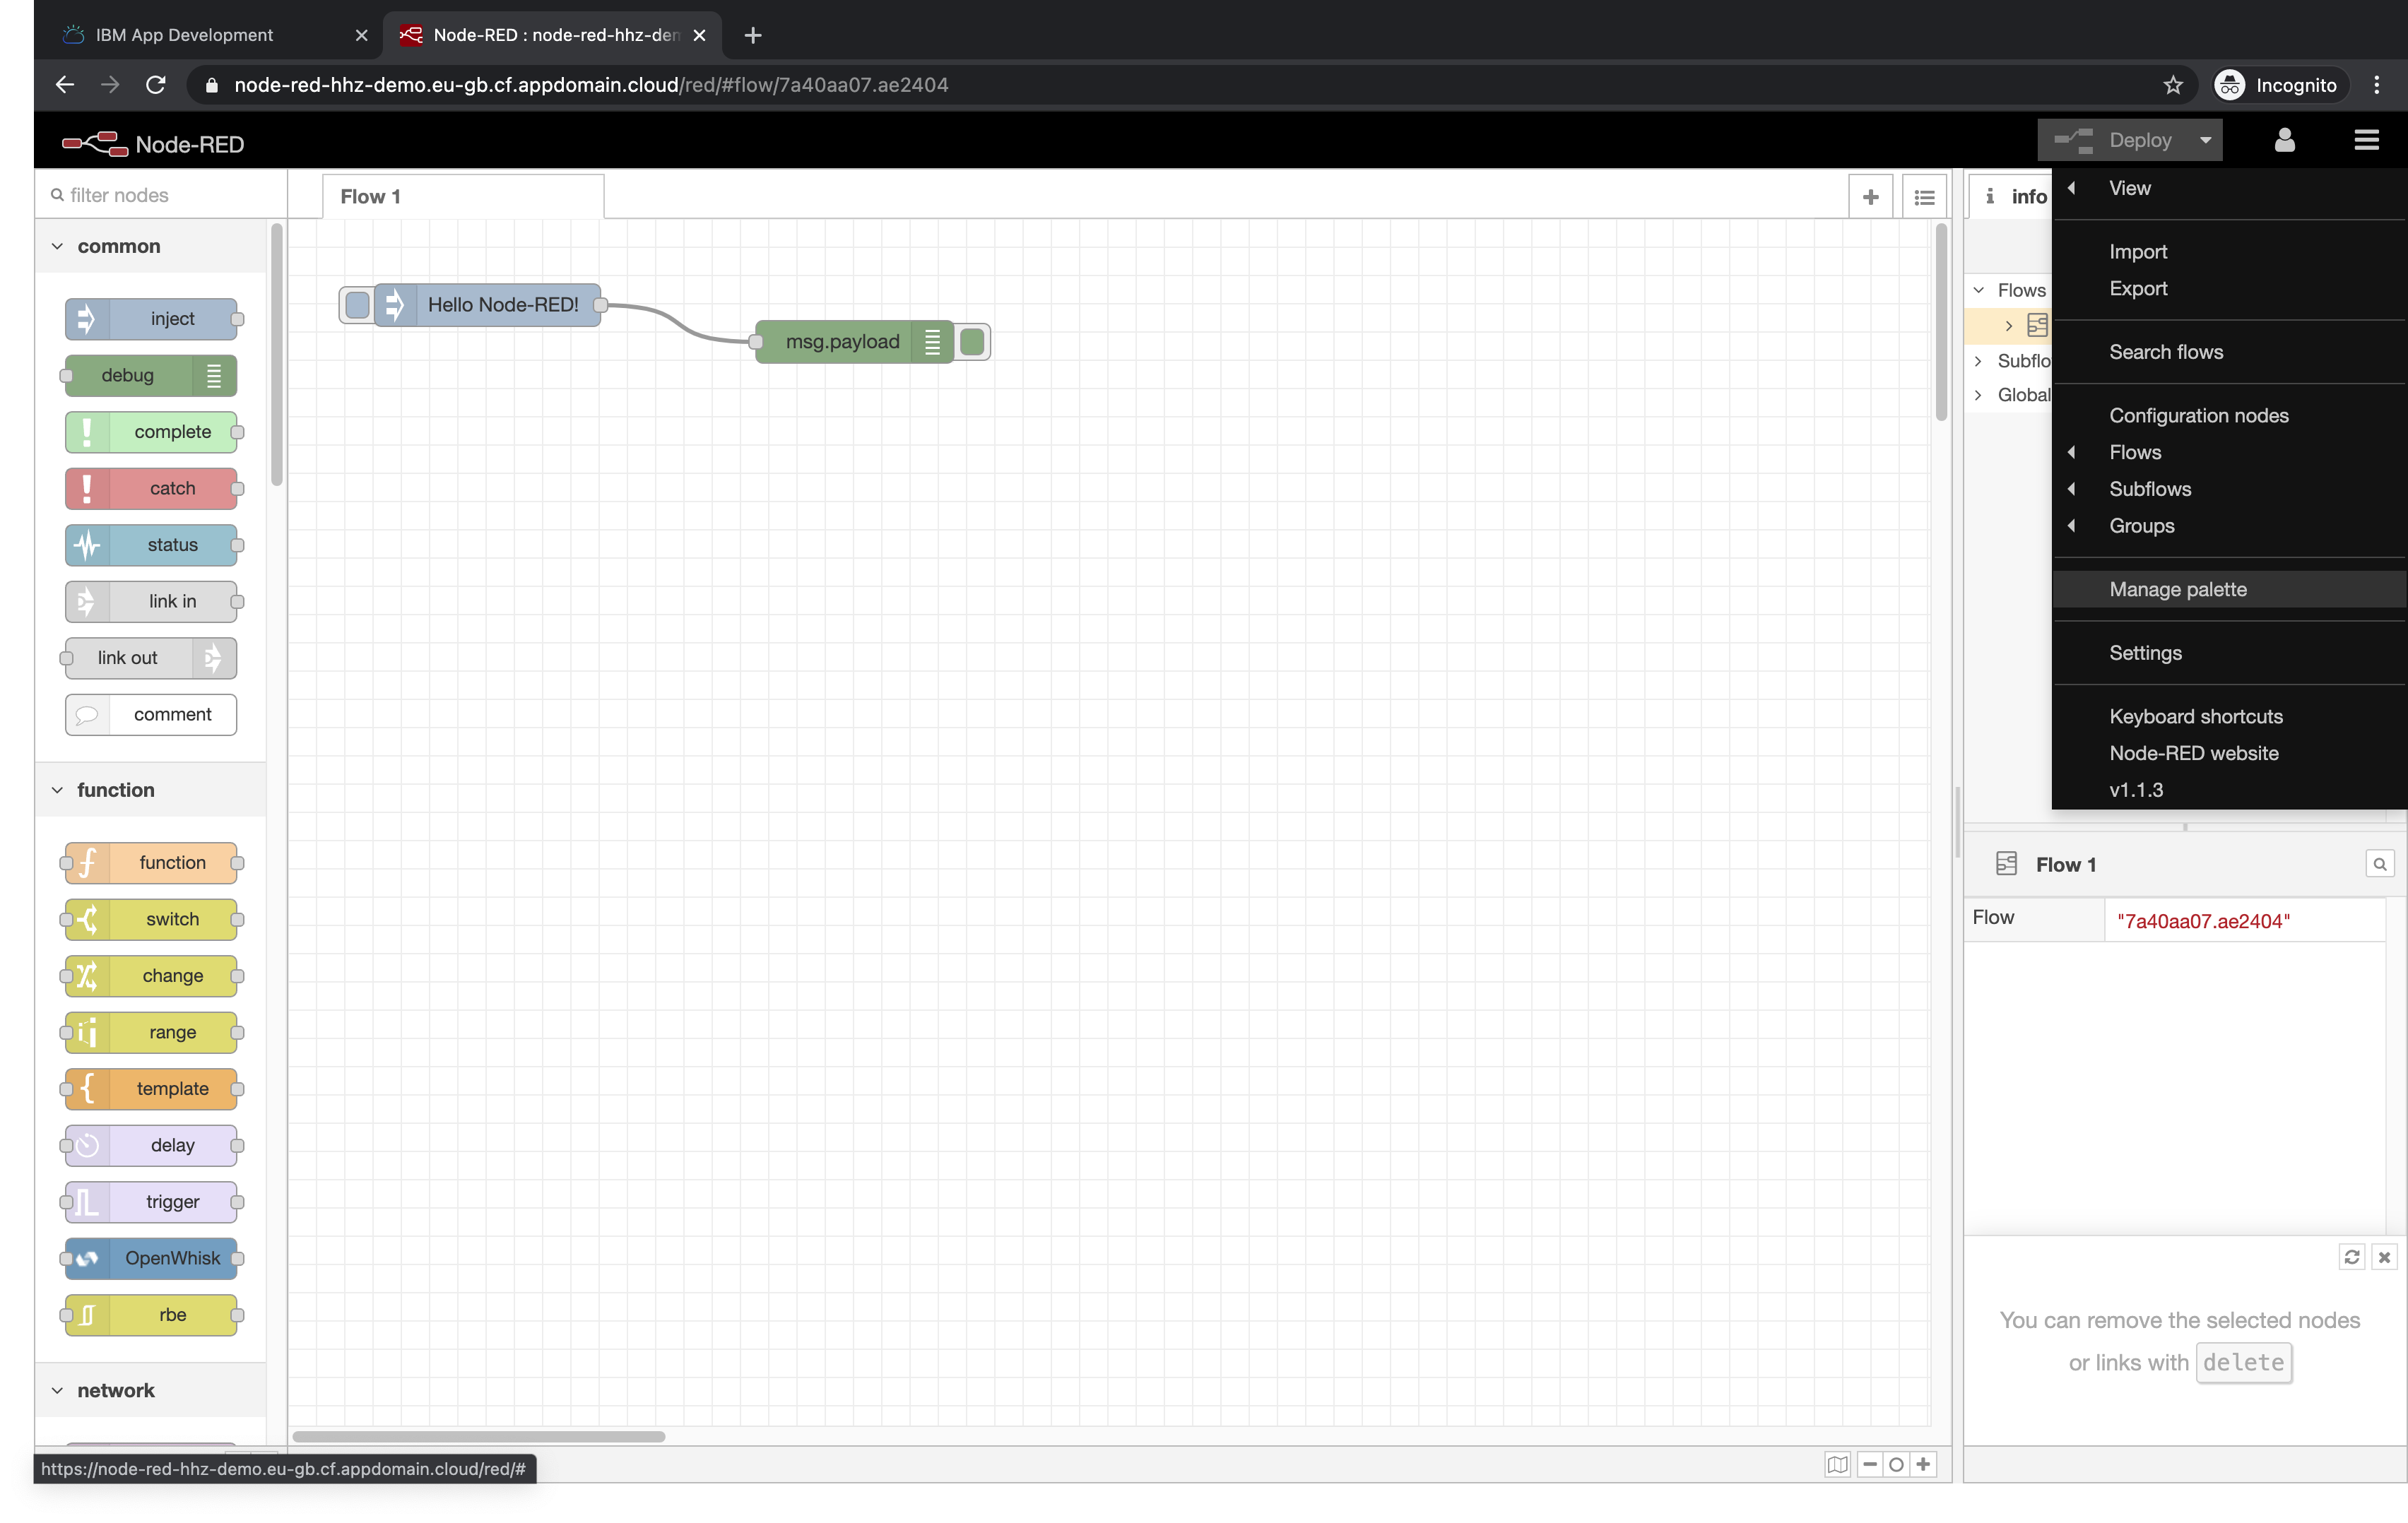 IBM App Development
Node-RED : node-red-hhz-den
node-red-hhz-demo.eu-gb.cf.appdomain.cloud/red/#flow/7a40aa07.ae2404
Incognito
Node-RED
Deploy
filter nodes
Flow 1
info
common
inject
debug
complete
catch
status
link in
link out
comment
function
function
switch
change
range
template
delay
trigger
OpenWhisk
rbe
network
Hello Node-RED!
msg.payload
Flows
Subflo
Global
View
Import
Export
Search flows
Configuration nodes
Flows
Subflows
Groups
Manage palette
Settings
Keyboard shortcuts
Node-RED website
v1.1.3
Flow 1
Flow
"7a40aa07.ae2404"
You can remove the selected nodes
or links with delete
https://node-red-hhz-demo.eu-gb.cf.appdomain.cloud/red/#